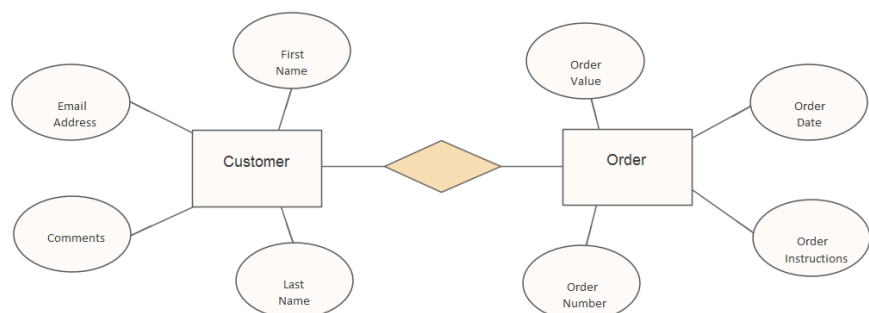 First
Name
Order
Value
Email
Address
Order
Date
Customer
Order
Comments
Order
Instructions
Last
Name
Order
Number